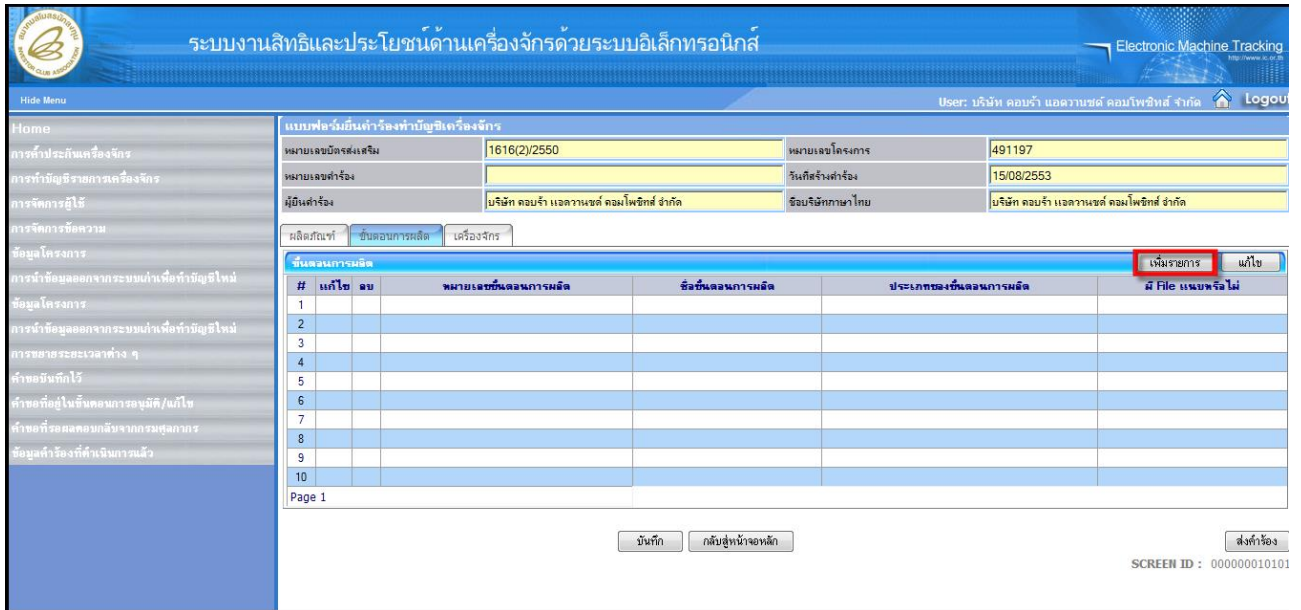 สมาคมสโมสรนักลงทุน
INVESTOR CLUB ASSOCIATION
ระบบงานสิทธิและประโยชน์ด้านเครื่องจักรด้วยระบบอิเล็กทรอนิกส์
Electronic Machine Tracking
http://www.ic.or.th
Hide Menu
User: บริษัท คอบร้า แอดวานซด์ คอมโพซิทส์ จำกัด
Logout
Home
การค้ำประกันเครื่องจักร
การทำบัญชีรายการเครื่องจักร
การจัดการผู้ใช้
การจัดการข้อความ
ข้อมูลโครงการ
การนำข้อมูลออกจากระบบเก่าเพื่อทำบัญชีใหม่
ข้อมูลโครงการ
การนำข้อมูลออกจากระบบเก่าเพื่อทำบัญชีใหม่
การขยายระยะเวลาต่าง ๆ
คำขอบันทึกไว้
คำขอที่อยู่ในขั้นตอนการอนุมัติ/แก้ไข
คำขอที่รอผลตอบกลับจากกรมศุลกากร
ข้อมูลคำร้องที่ดำเนินการแล้ว
แบบฟอร์มยื่นคำร้องทำบัญชีเครื่องจักร
หมายเลขบัตรส่งเสริม 1616(2)/2550 หมายเลขโครงการ 491197
หมายเลขคำร้อง วันที่สร้างคำร้อง 15/08/2553
ผู้ยื่นคำร้อง บริษัท คอบร้า แอดวานซด์ คอมโพซิทส์ จำกัด ชื่อบริษัทภาษาไทย บริษัท คอบร้า แอดวานซด์ คอมโพซิทส์ จำกัด
ผลิตภัณฑ์ ขั้นตอนการผลิต เครื่องจักร
ขั้นตอนการผลิต เพิ่มรายการ แก้ไข
# แก้ไข ลบ หมายเลขขั้นตอนการผลิต ชื่อขั้นตอนการผลิต ประเภทของขั้นตอนการผลิต มี File แนบหรือไม่
1
2
3
4
5
6
7
8
9
10
Page 1
บันทึก กลับสู่หน้าจอหลัก ส่งคำร้อง
SCREEN ID : 000000010101